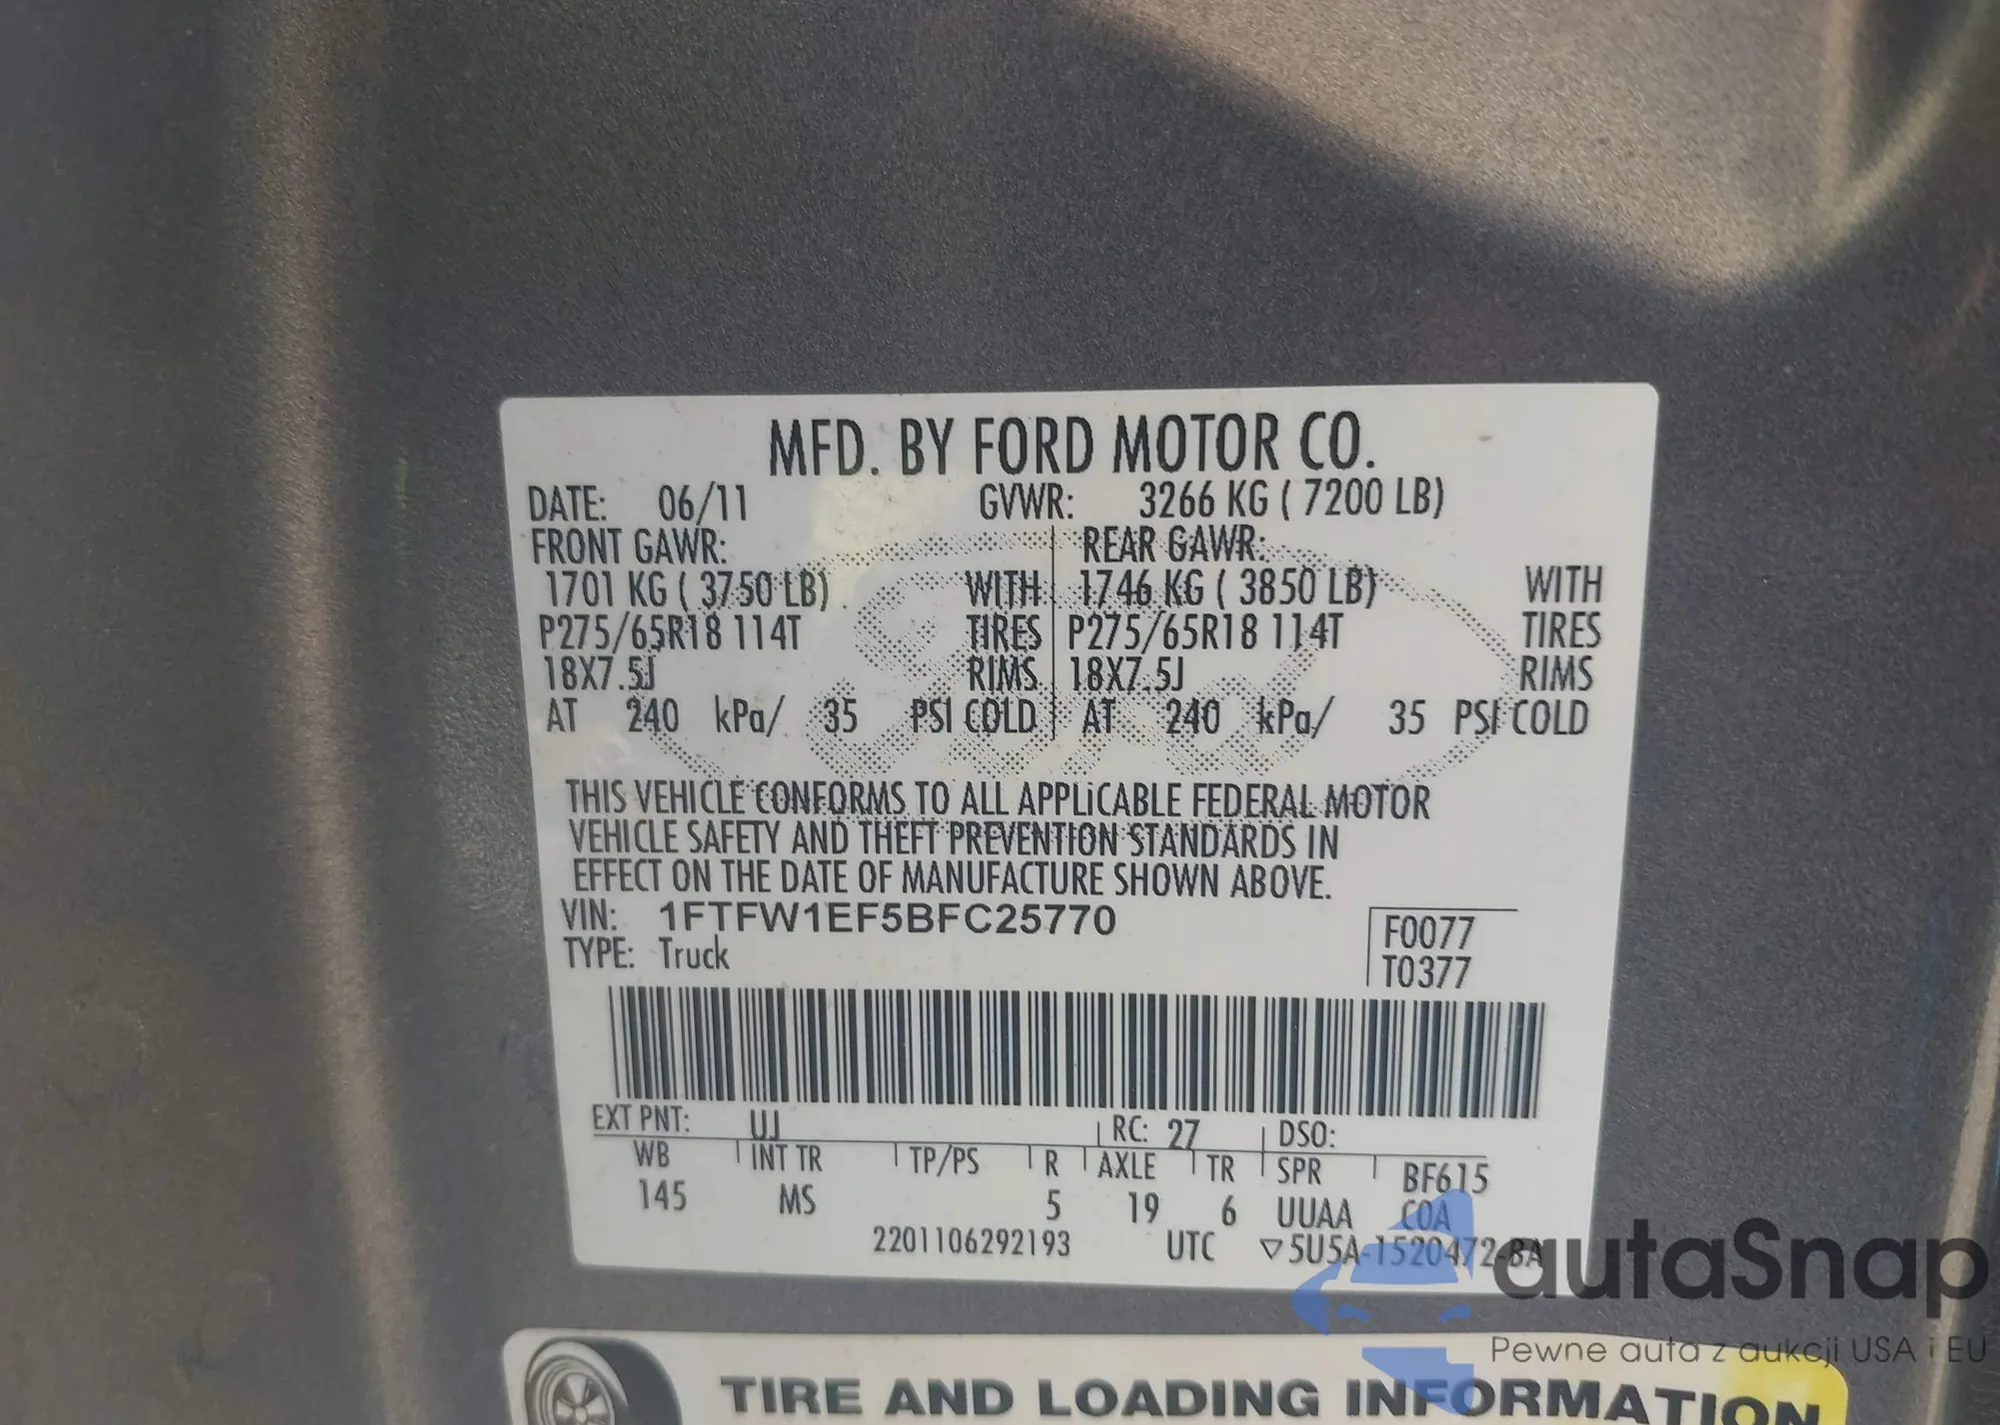 MFD. BY FORD MOTOR CO.
DATE: 06/11 GVWR: 3266 KG ( 7200 LB)
FRONT GAWR: REAR GAWR:
1701 KG ( 3750 LB) WITH 1746 KG ( 3850 LB) WITH
P275/65R18 114T TIRES P275/65R18 114T TIRES
18X7.5J RIMS 18X7.5J RIMS
AT 240 kPa/ 35 PSI COLD AT 240 kPa/ 35 PSI COLD
THIS VEHICLE CONFORMS TO ALL APPLiCABLE FEDERAL MOTOR
VEHICLE SAFETY AND THEFT PREVENTION STANDARDS IN
EFFECT ON THE DATE OF MANUFACTURE SHOWN ABOVE.
VIN: 1FTFW1EF5BFC25770 F0077
TYPE: Truck T0377
EXT PNT: UJ RC: 27 DSO:
WB INT TR TP/PS R AXLE TR SPR BF615
145 MS 5 19 6 UUAA C0A
2201106292193 UTC ▽5U5A-1520472-BA
autaSnap
Pewne auta z aukcji USA i EU
TIRE AND LOADING INFORMATION